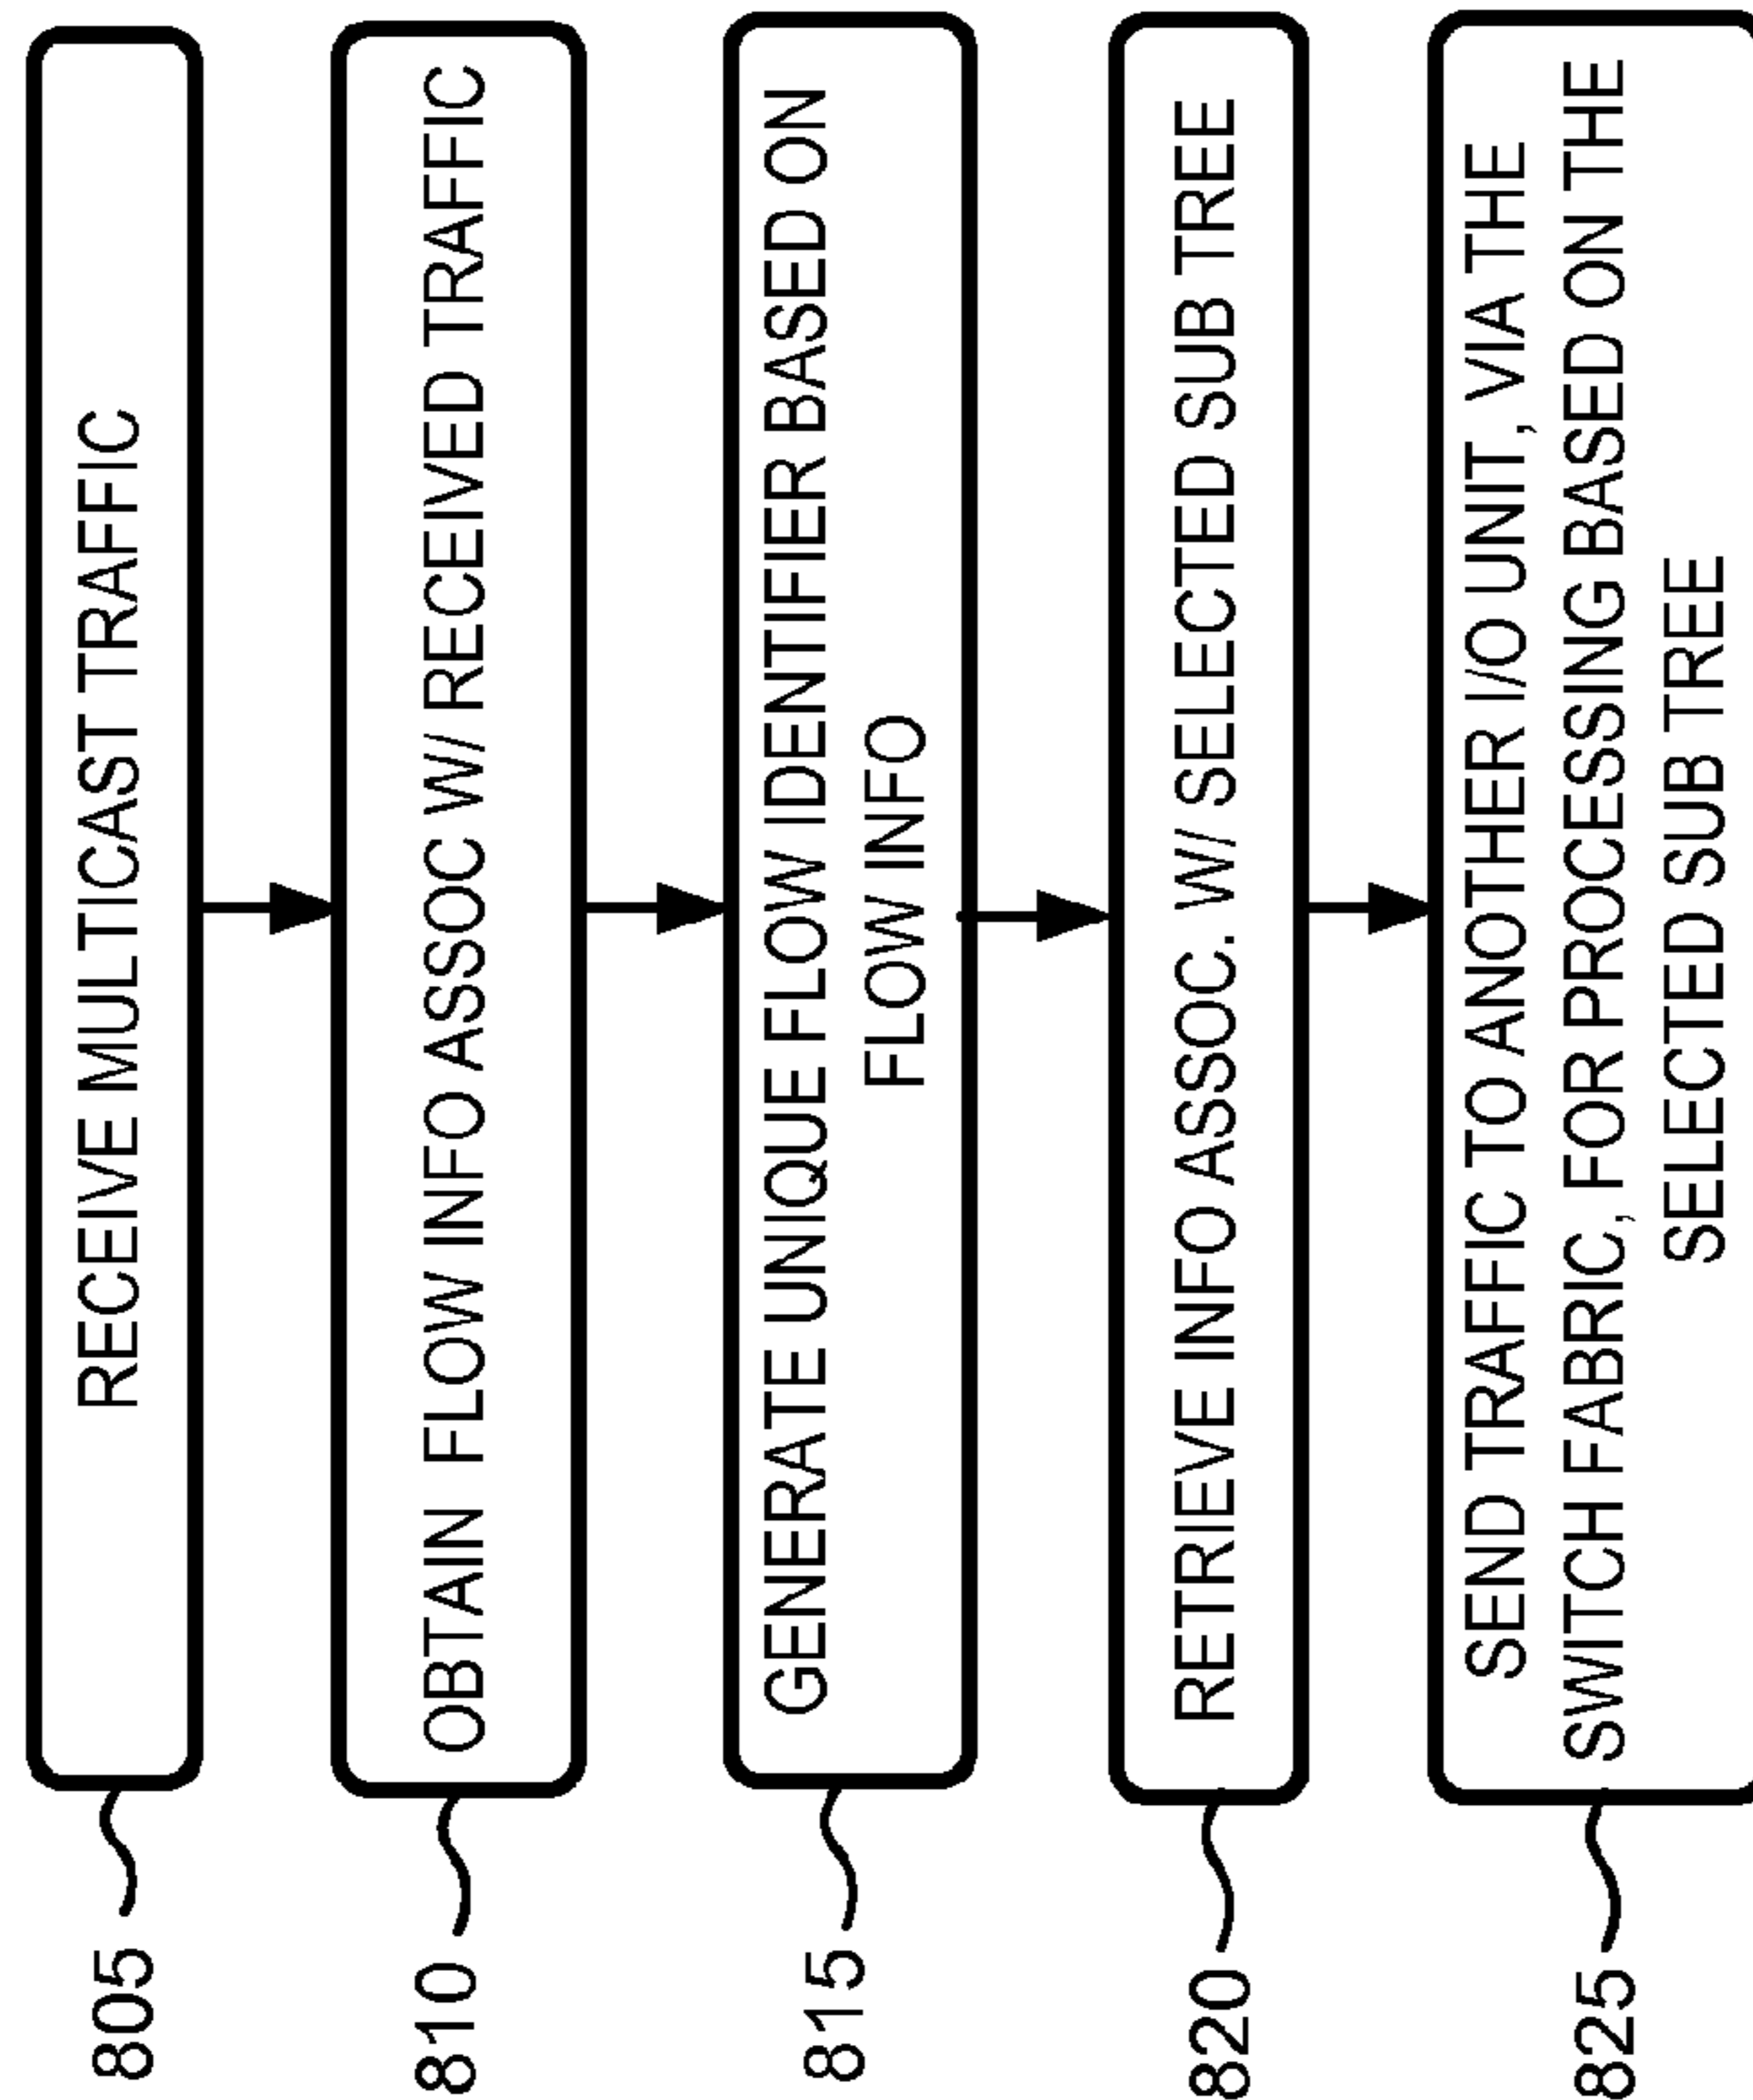 805
RECEIVE MULTICAST TRAFFIC
810
OBTAIN FLOW INFO ASSOC W/ RECEIVED TRAFFIC
815
GENERATE UNIQUE FLOW IDENTIFIER BASED ON
FLOW INFO
820
RETRIEVE INFO ASSOC. W/ SELECTED SUB TREE
825
SEND TRAFFIC TO ANOTHER I/O UNIT, VIA THE
SWITCH FABRIC, FOR PROCESSING BASED ON THE
SELECTED SUB TREE